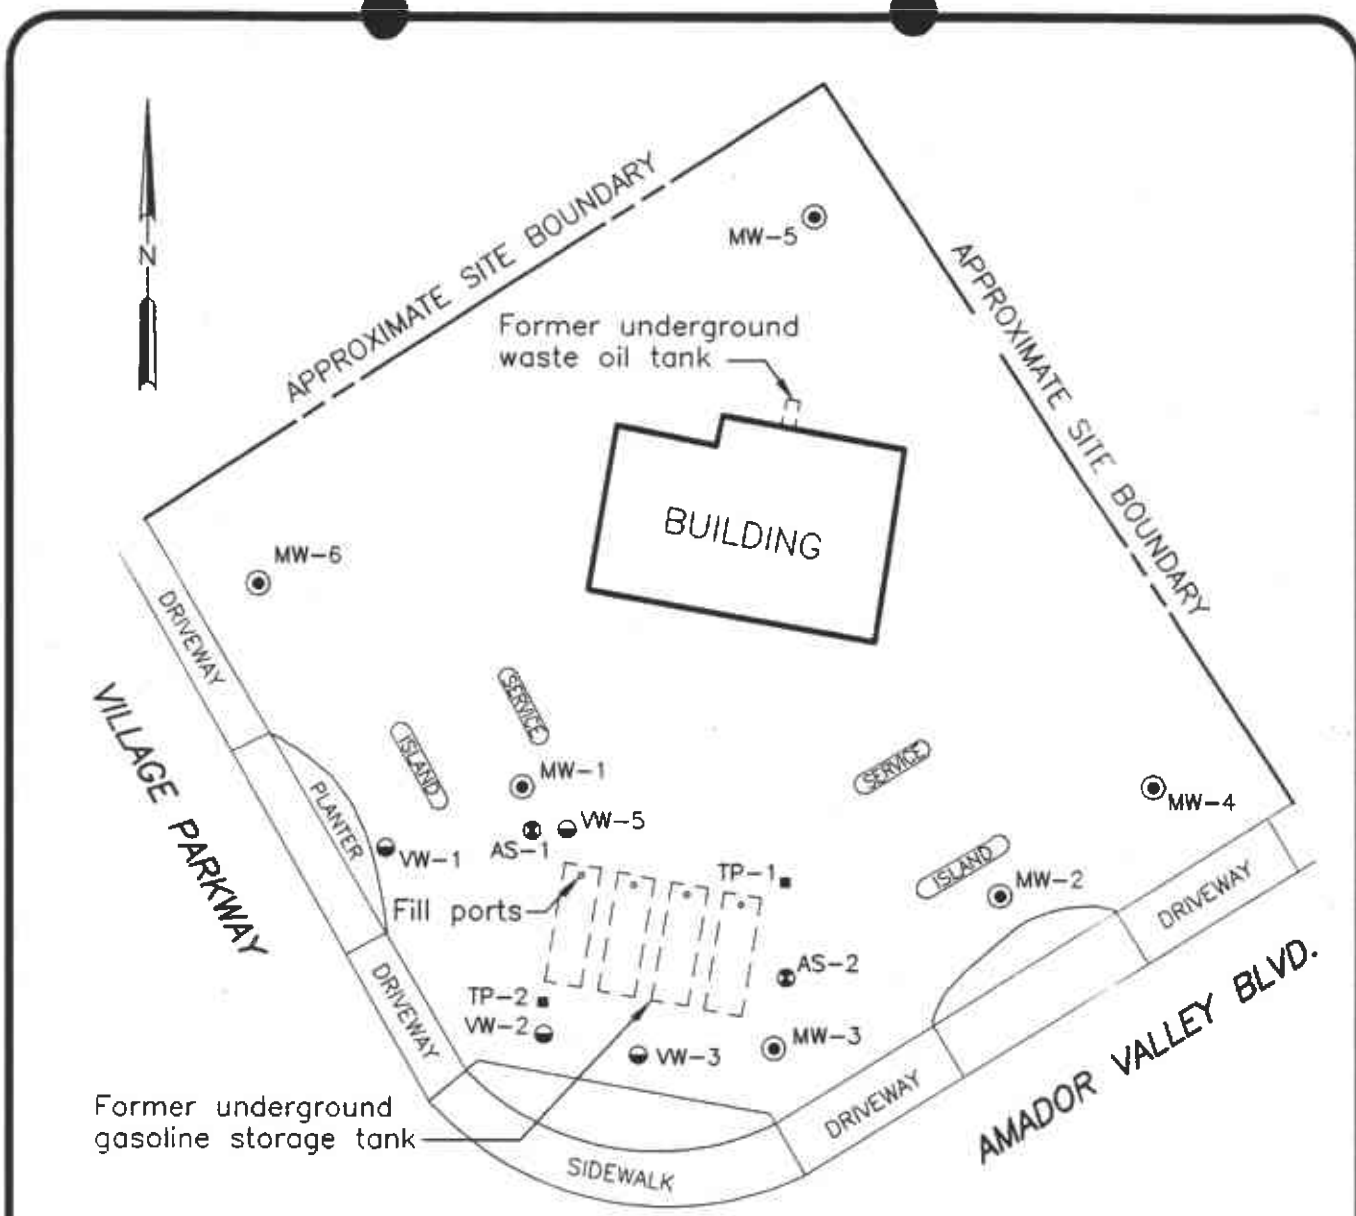 APPROXIMATE SITE BOUNDARY
N
MW-5
APPROXIMATE SITE BOUNDARY
Former underground
waste oil tank
BUILDING
MW-6
DRIVEWAY
VILLAGE PARKWAY
SERVICE
ISLAND
MW-1
SERVICE
MW-4
PLANTER
VW-5
VW-1
AS-1
ISLAND
TP-1
MW-2
DRIVEWAY
Fill ports
AS-2
DRIVEWAY
TP-2
VW-2
VW-3
MW-3
AMADOR VALLEY BLVD.
DRIVEWAY
Former underground
gasoline storage tank
SIDEWALK